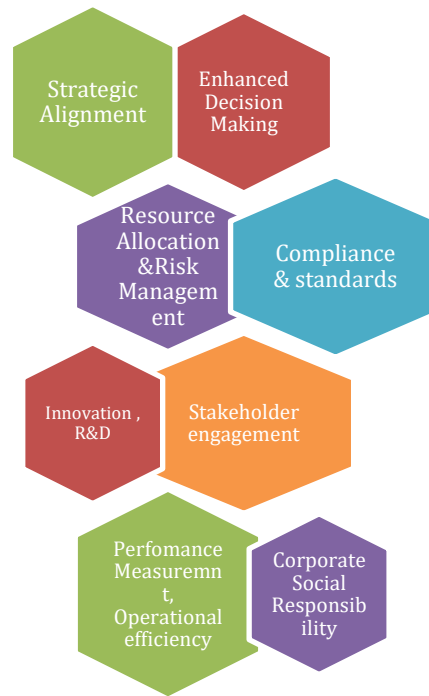 Strategic
Alignment
Enhanced
Decision
Making
Resource
Allocation
&Risk
Managem
ent
Compliance
& standards
Innovation ,
R&D
Stakeholder
engagement
Perfomance
Measuremn
t,
Operational
efficiency
Corporate
Social
Responsib
ility